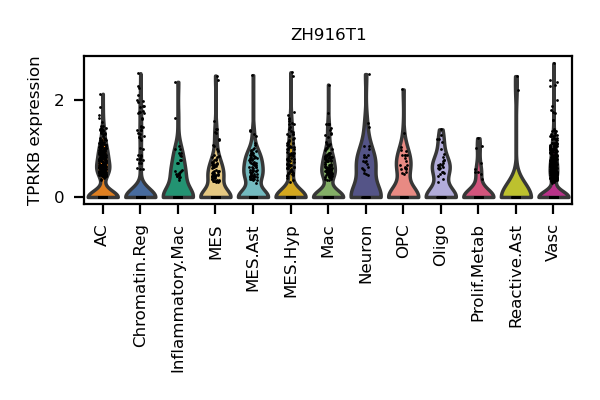 ZH916T1
TPRKB expression
2
0
AC
Chromatin.Reg
Inflammatory.Mac
MES
MES.Ast
MES.Hyp
Mac
Neuron
OPC
Oligo
Prolif.Metab
Reactive.Ast
Vasc